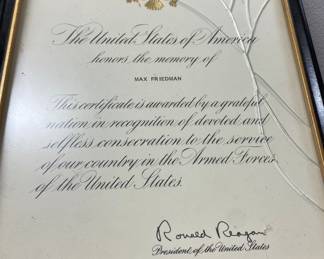 The United States of America
honors the memory of
MAX FRIEDMAN
This certificate is awarded by a grateful
nation in recognition of devoted and
selfless consecration to the service
of our country in the Armed Forces
of the United States.
Ronald Reagan
President of the United States